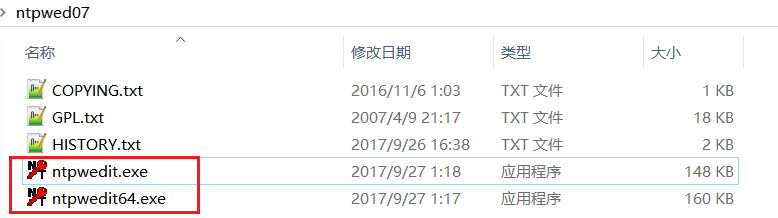 ntpwed07
名称 修改日期 类型 大小
COPYING.txt 2016/11/6 1:03 TXT 文件 1 KB
GPL.txt 2007/4/9 21:17 TXT 文件 18 KB
HISTORY.txt 2017/9/26 16:38 TXT 文件 2 KB
ntpwedit.exe 2017/9/27 1:18 应用程序 148 KB
ntpwedit64.exe 2017/9/27 1:17 应用程序 160 KB